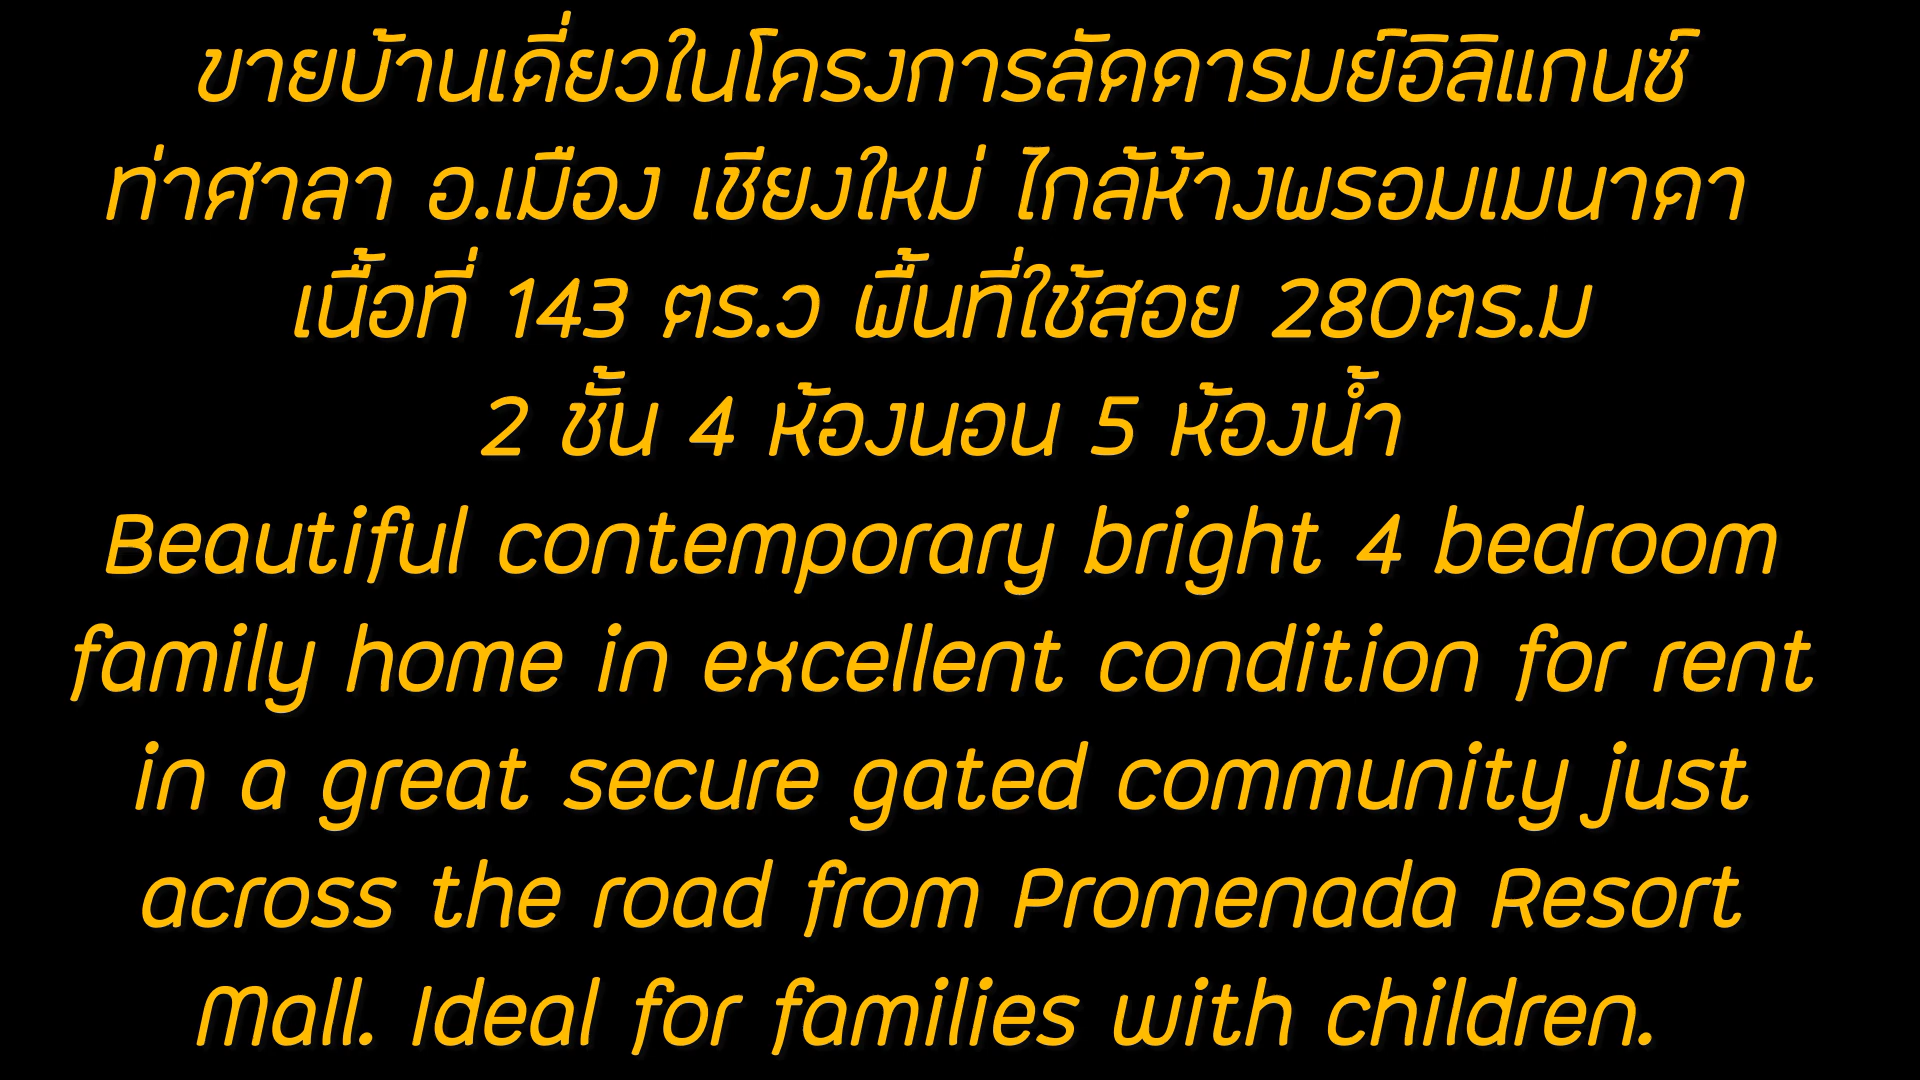 ขายบ้านเดี่ยวในโครงการลัดดารมย์อิลิแกนซ์
ท่าศาลา อ.เมือง เชียงใหม่ ใกล้ห้างพรอมเมนาดา
เนื้อที่ 143 ตร.ว พื้นที่ใช้สอย 280ตร.ม
2 ชั้น 4 ห้องนอน 5 ห้องน้ำ
Beautiful contemporary bright 4 bedroom
family home in excellent condition for rent
in a great secure gated community just
across the road from Promenada Resort
Mall. Ideal for families with children.